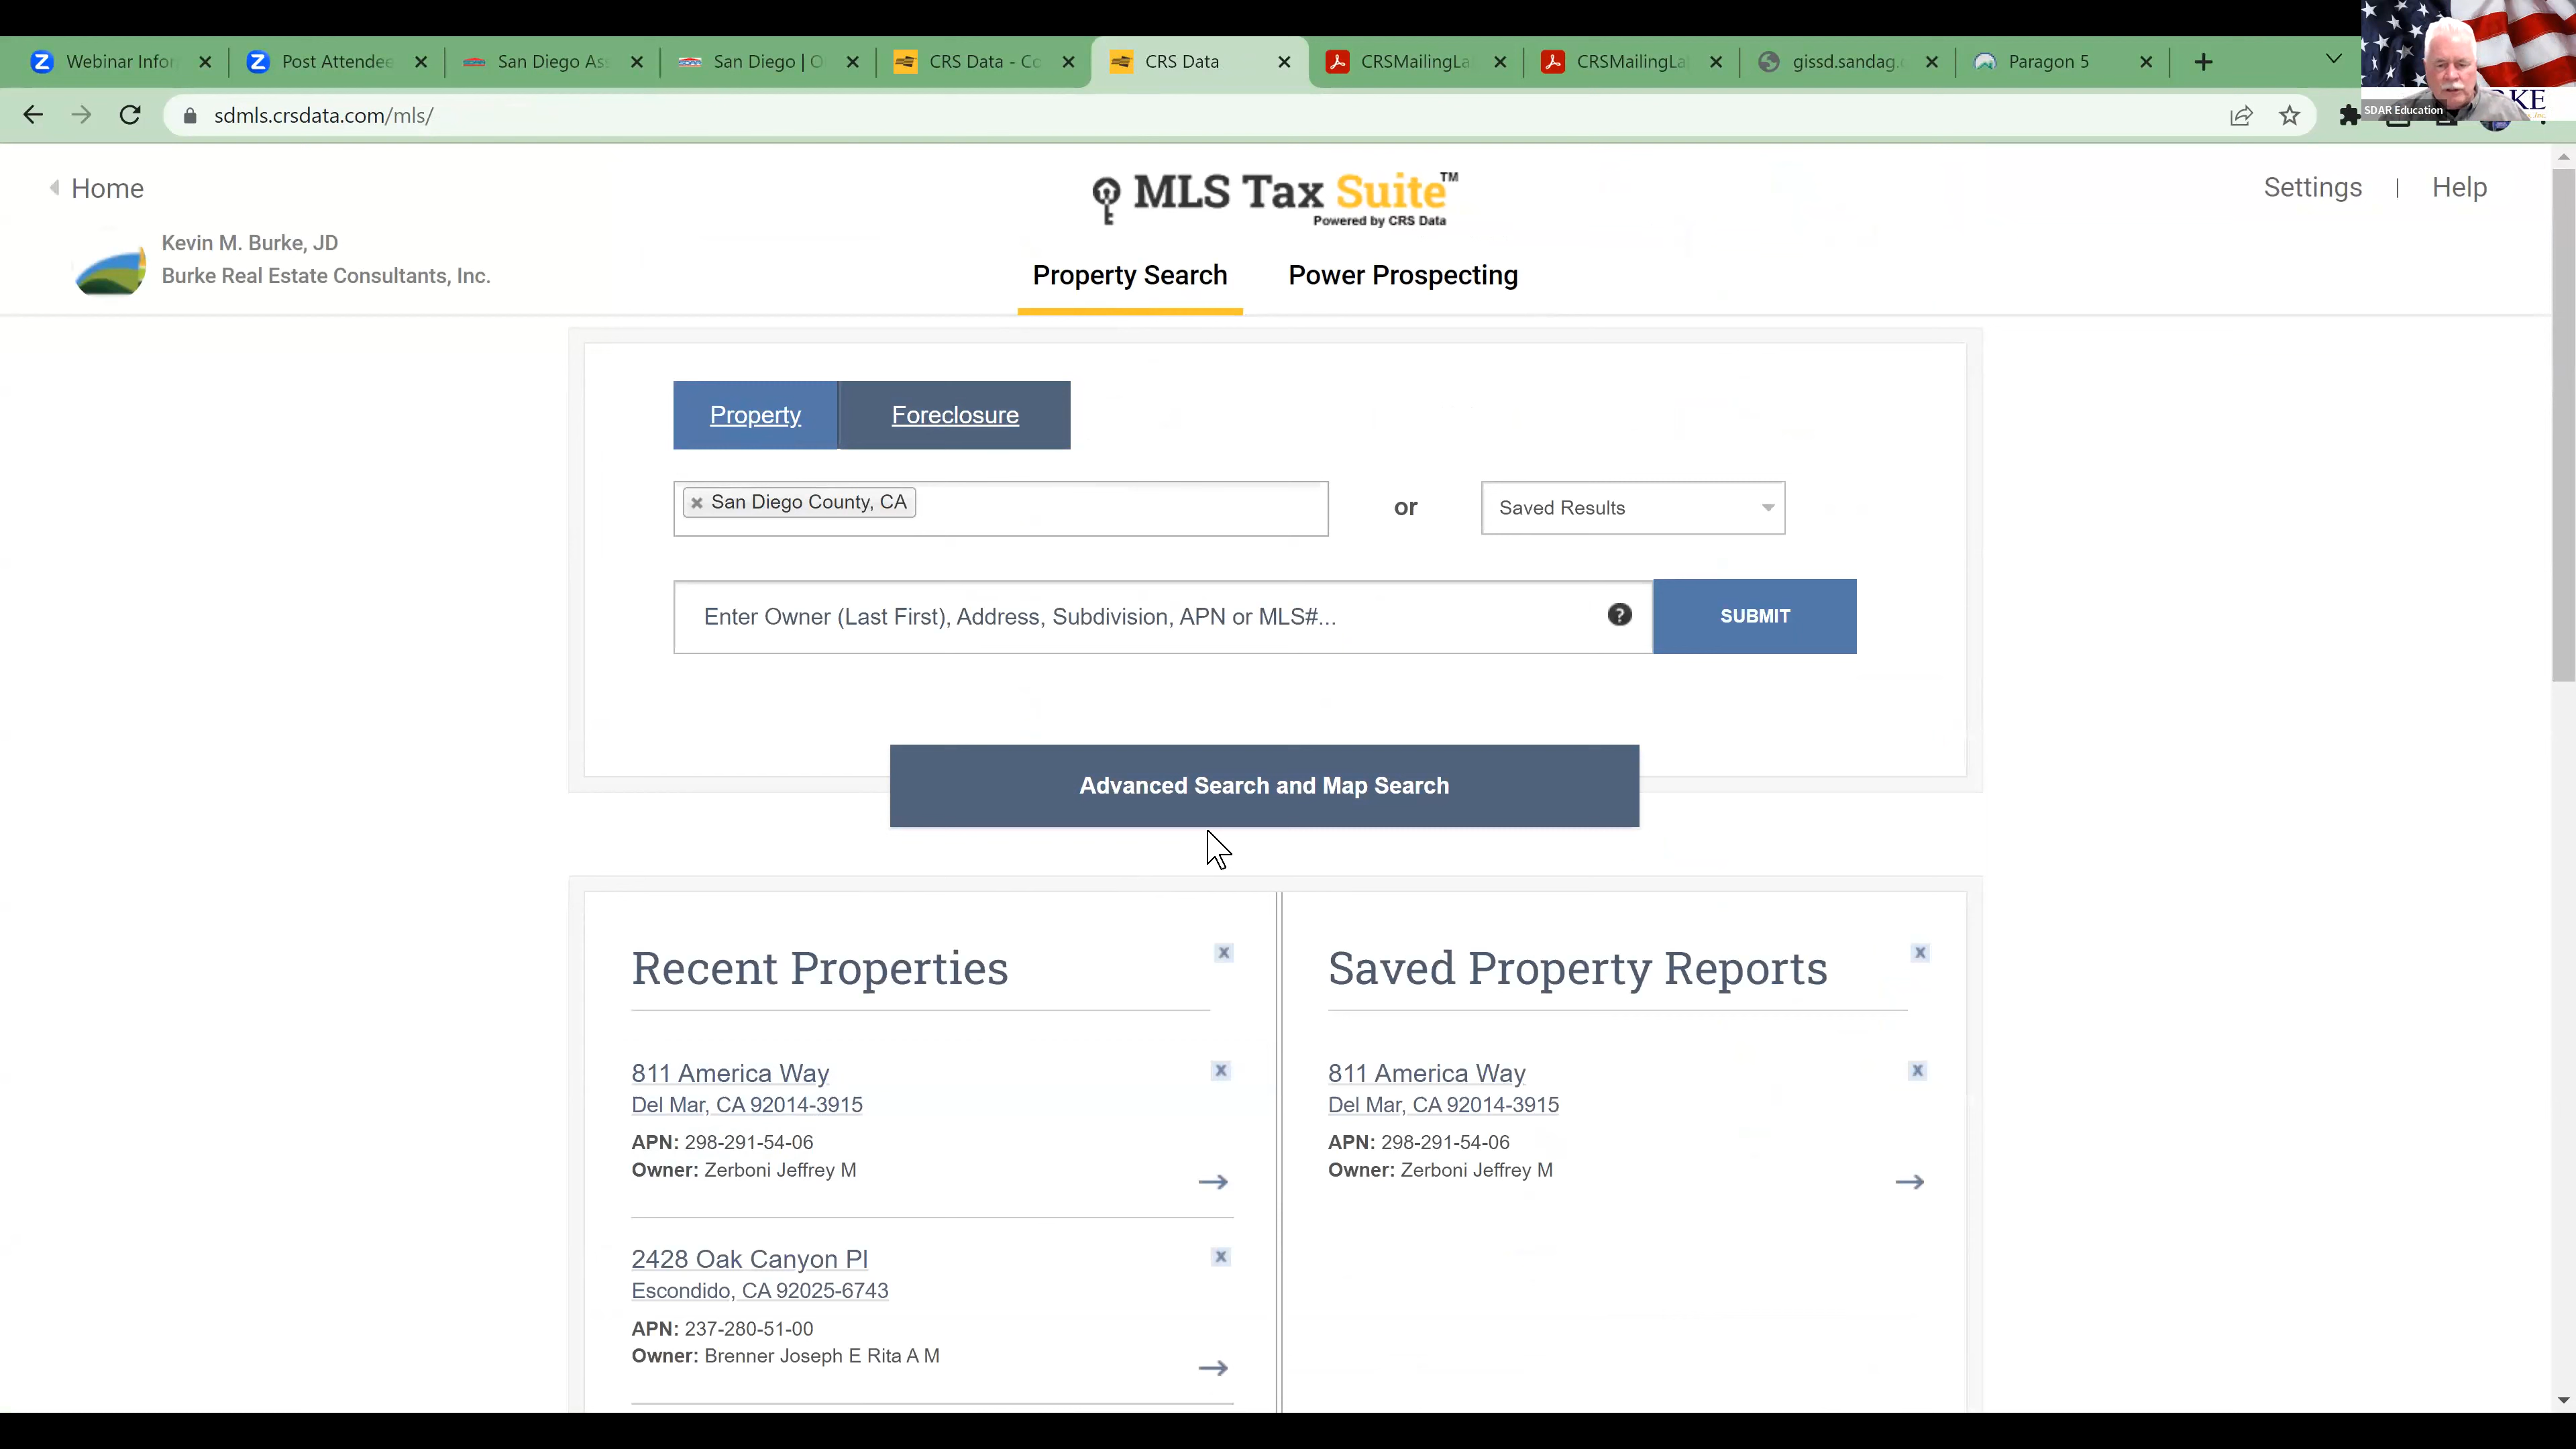 Webinar Infor
Post Attendee
San Diego As
San Diego | O
CRS Data - Co
CRS Data
CRSMailingLa
CRSMailingLa
gissd.sandag.
Paragon 5
sdmls.crsdata.com/mls/
SDAR Education
Home
MLS Tax Suite™
Powered by CRS Data
Settings | Help
Kevin M. Burke, JD
Burke Real Estate Consultants, Inc.
Property Search
Power Prospecting
Property
Foreclosure
San Diego County, CA
or
Saved Results
Enter Owner (Last First), Address, Subdivision, APN or MLS#...
SUBMIT
Advanced Search and Map Search
Recent Properties
811 America Way
Del Mar, CA 92014-3915
APN: 298-291-54-06
Owner: Zerboni Jeffrey M
2428 Oak Canyon Pl
Escondido, CA 92025-6743
APN: 237-280-51-00
Owner: Brenner Joseph E Rita A M
Saved Property Reports
811 America Way
Del Mar, CA 92014-3915
APN: 298-291-54-06
Owner: Zerboni Jeffrey M